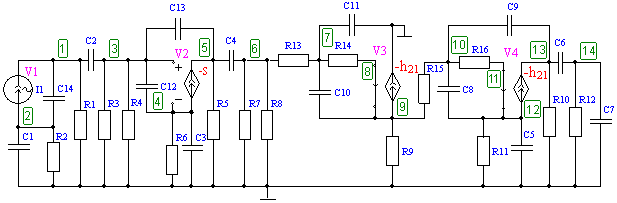 C11
C13
C9
1
C2
3
V2
5
C4
6
7
V3
10
R16
V4
13
C6
14
V1
+
-s
R13
R14
8
-h21
R15
11
-h21
I1
C14
C12
C10
C8
2
4
−
9
12
R1
R3
R4
R5
R7
R8
R10
R12
C7
C1
R2
R6
C3
R9
R11
C5